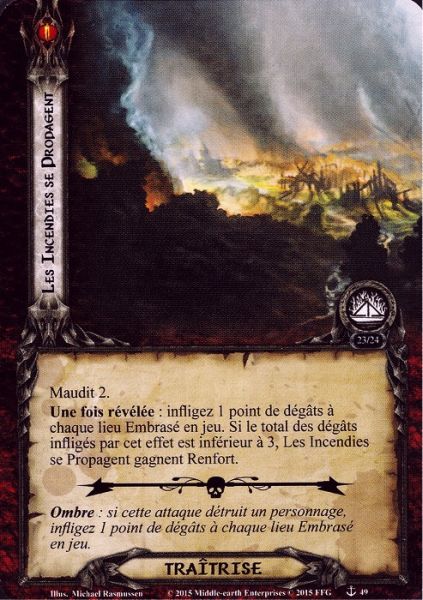 LES INCENDIES SE PROPAGENT
23/24
Maudit 2.
Une fois révélée : infligez 1 point de dégâts à
chaque lieu Embrasé en jeu. Si le total des dégâts
infligés par cet effet est inférieur à 3, Les Incendies
se Propagent gagnent Renfort.
Ombre : si cette attaque détruit un personnage,
infligez 1 point de dégâts à chaque lieu Embrasé
en jeu.
TRAÎTRISE
Illus. Michael Rasmussen © 2015 Middle-earth Enterprises © 2015 FFG 49